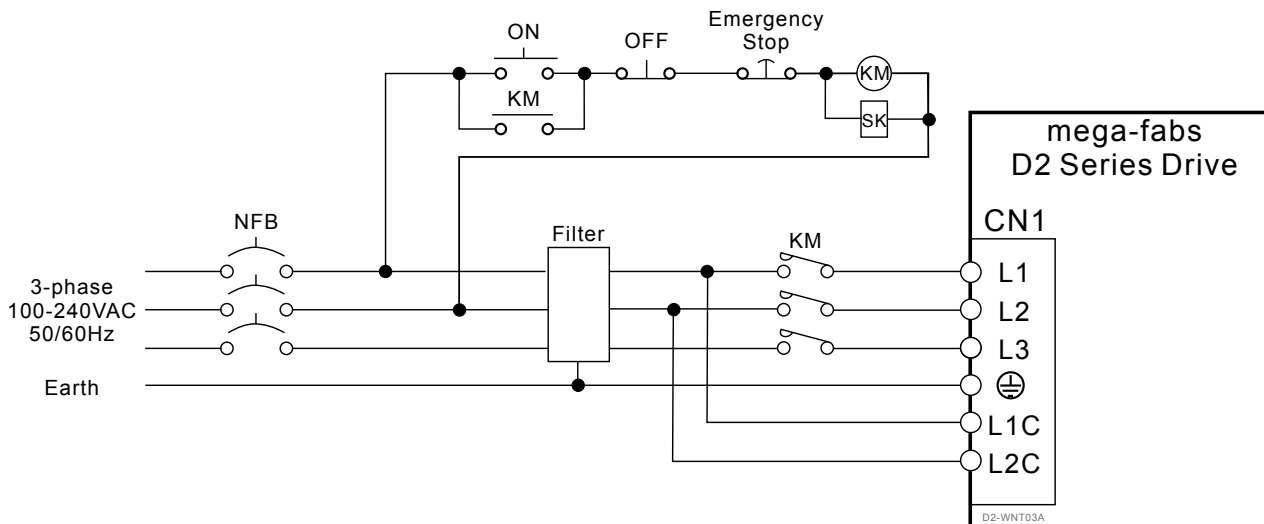 ON
OFF
Emergency
Stop
KM
KM
SK
mega-fabs
D2 Series Drive
CN1
NFB
Filter
KM
3-phase
100-240VAC
50/60Hz
Earth
L1
L2
L3
L1C
L2C
D2-WNT03A